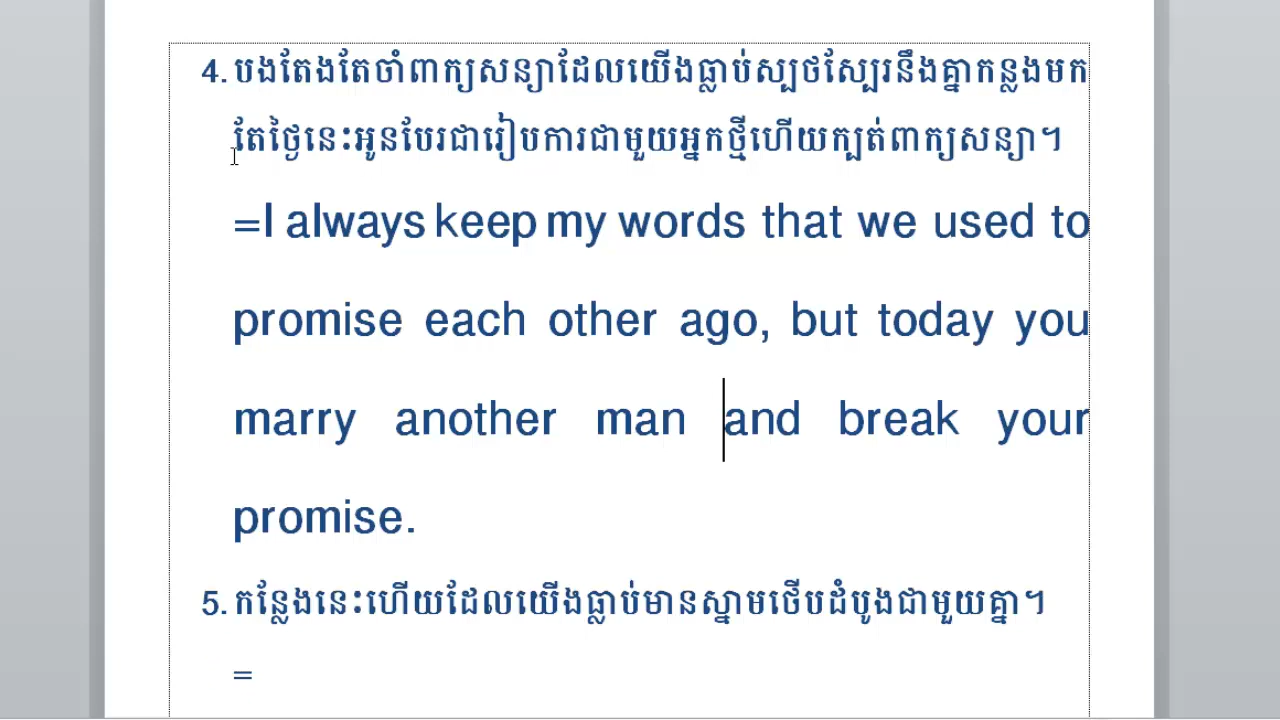 4. បងតែងតែចាំពាក្យសន្យាដែលយើងធ្លាប់ស្បថស្បែរនឹងគ្នាកន្លងមក
តែថ្ងៃនេះអូនបែរជារៀបការជាមួយអ្នកថ្មីហើយក្បត់ពាក្យសន្យា។
=I always keep my words that we used to
promise each other ago, but today you
marry another man and break your
promise.
5. កន្លែងនេះហើយដែលយើងធ្លាប់មានស្នាមថើបដំបូងជាមួយគ្នា។
=